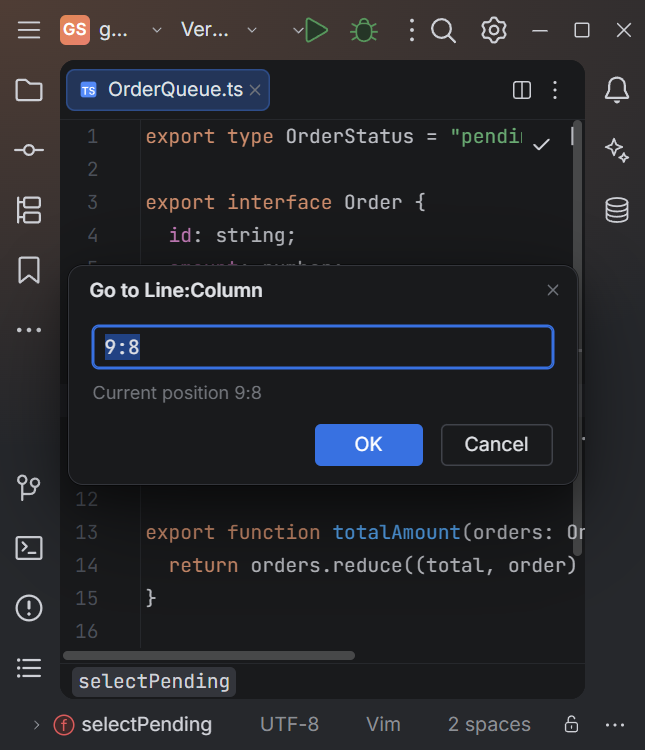 GS g... Ver...
OrderQueue.ts
1 export type OrderStatus = "pendi
2
3 export interface Order {
4 id: string;
Go to Line:Column
9:8
Current position 9:8
OK Cancel
12
13 export function totalAmount(orders: Or
14 return orders.reduce((total, order)
15 }
16
selectPending
selectPending UTF-8 Vim 2 spaces